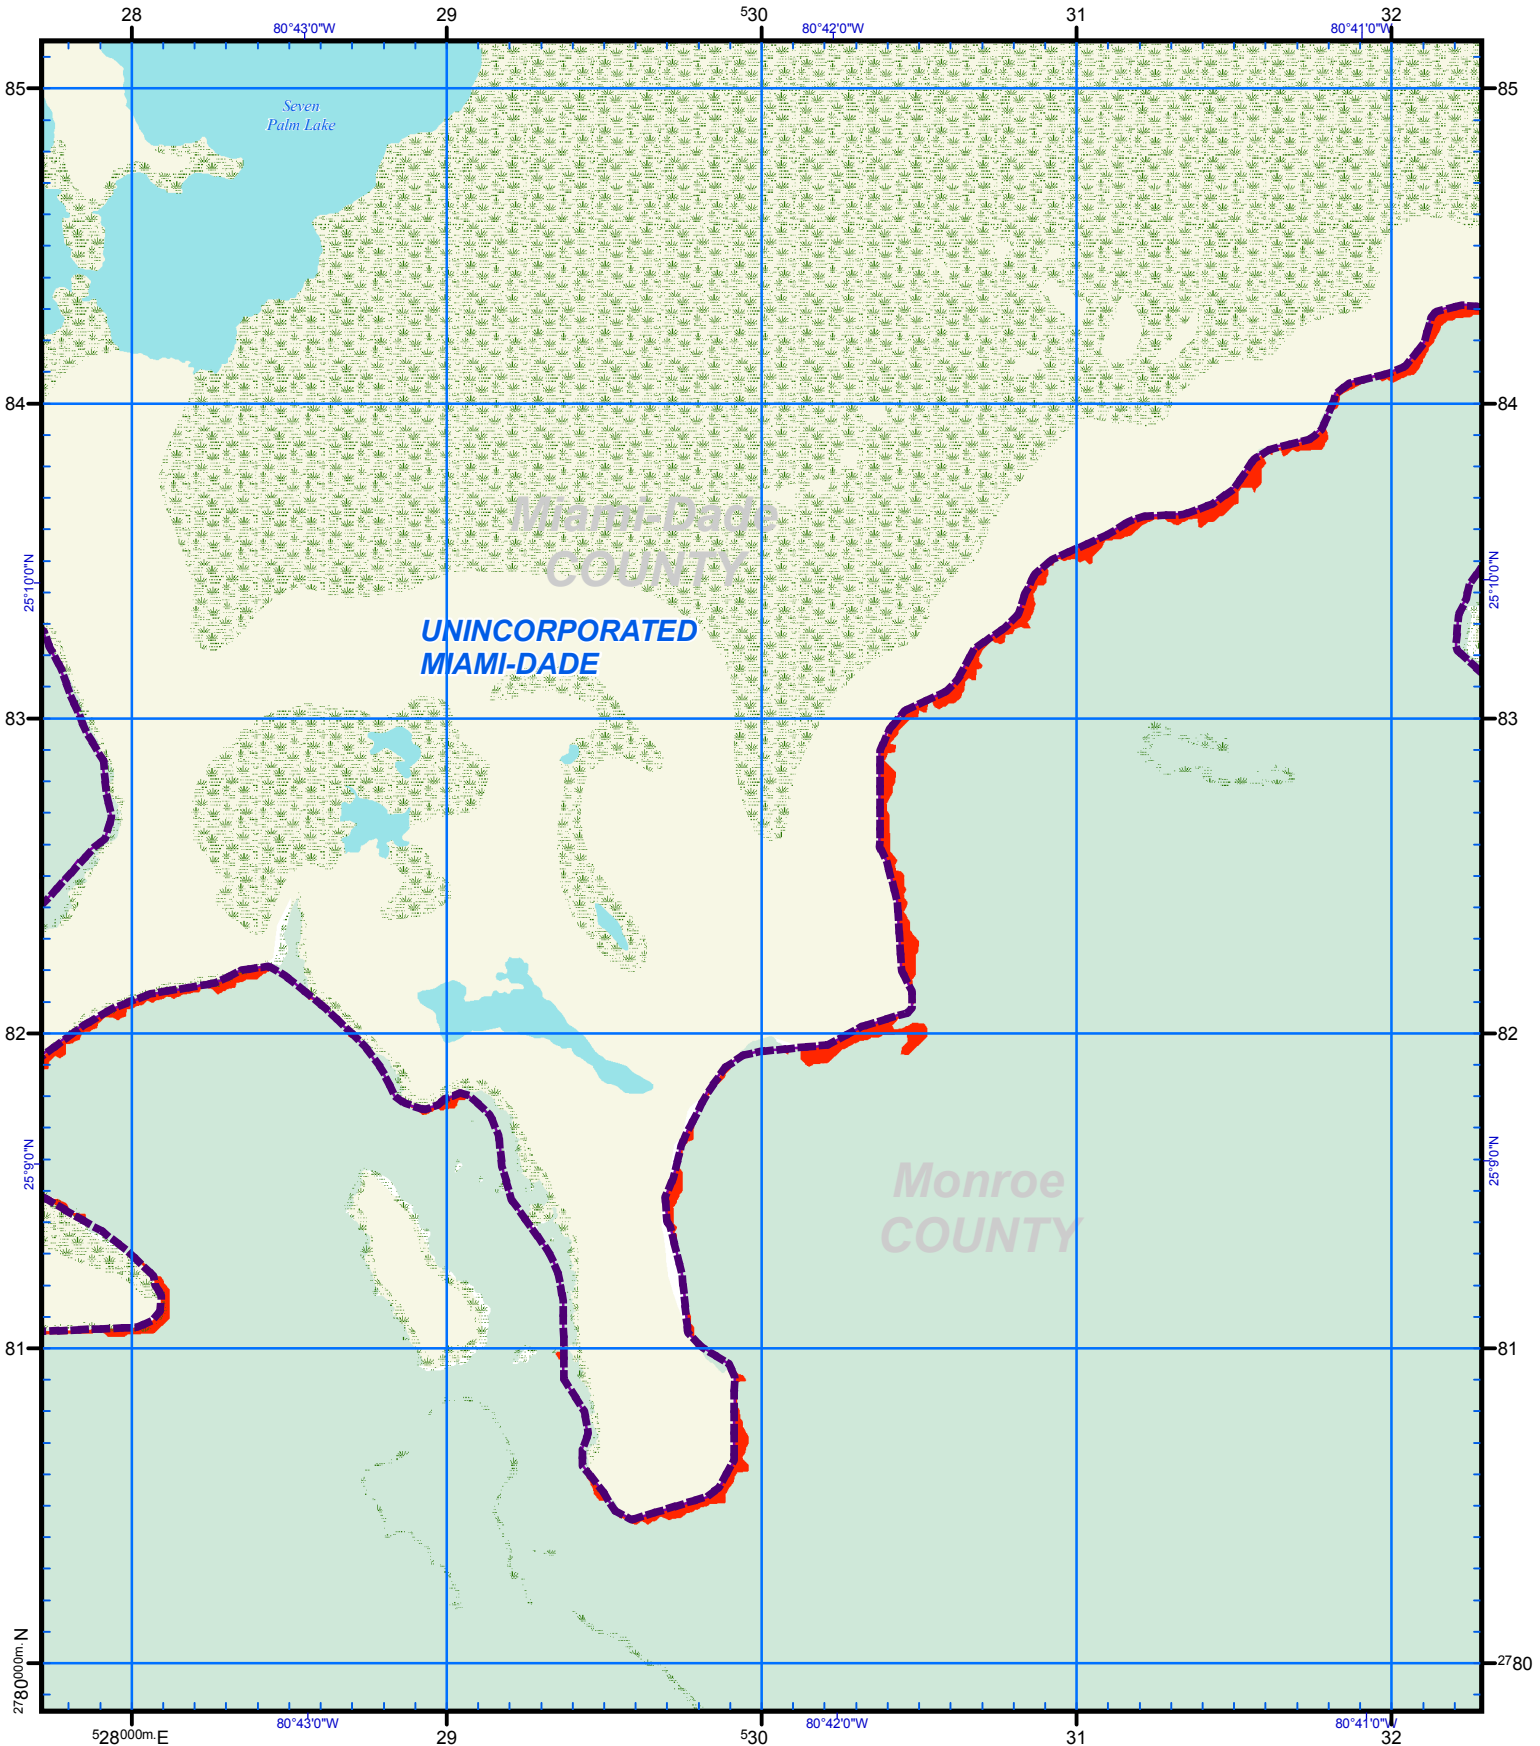 28 29 530 31 32
80°43'0"W 80°42'0"W 80°41'0"W
85 85
Seven
Palm Lake
84 84
Miami-Dade
COUNTY
25°10'0"N 25°10'0"N
UNINCORPORATED
MIAMI-DADE
83 83
82 82
25°9'0"N 25°9'0"N
Monroe
COUNTY
81 81
2780000m. N 2780
80°43'0"W 80°42'0"W 80°41'0"W
528000m. E 29 530 31 32